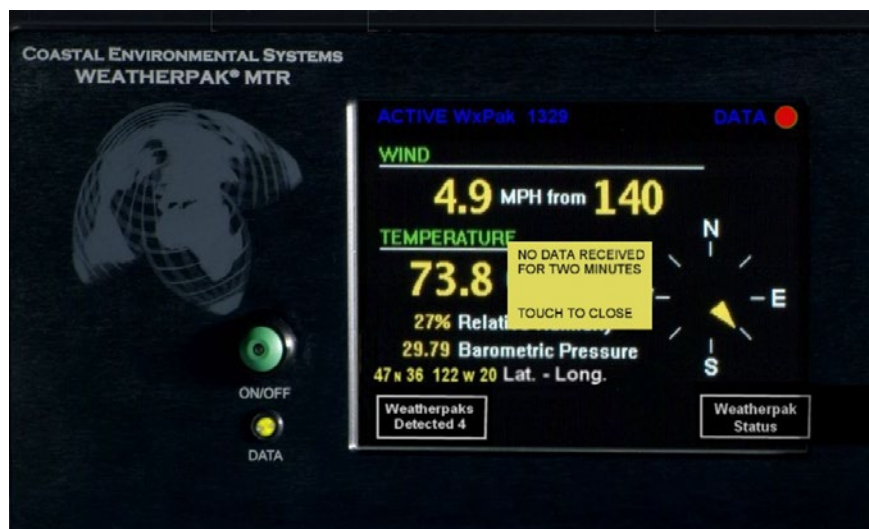 COASTAL ENVIRONMENTAL SYSTEMS
WEATHERPAK® MTR
ACTIVE WxPak 1329 DATA
WIND
4.9 MPH from 140
TEMPERATURE
NO DATA RECEIVED
FOR TWO MINUTES
TOUCH TO CLOSE
73.8
27%
29.79 Barometric Pressure
47 N 36 122 W 20 Lat. - Long.
N
E
S
Weatherpaks
Detected 4
Weatherpak
Status
ON/OFF
DATA